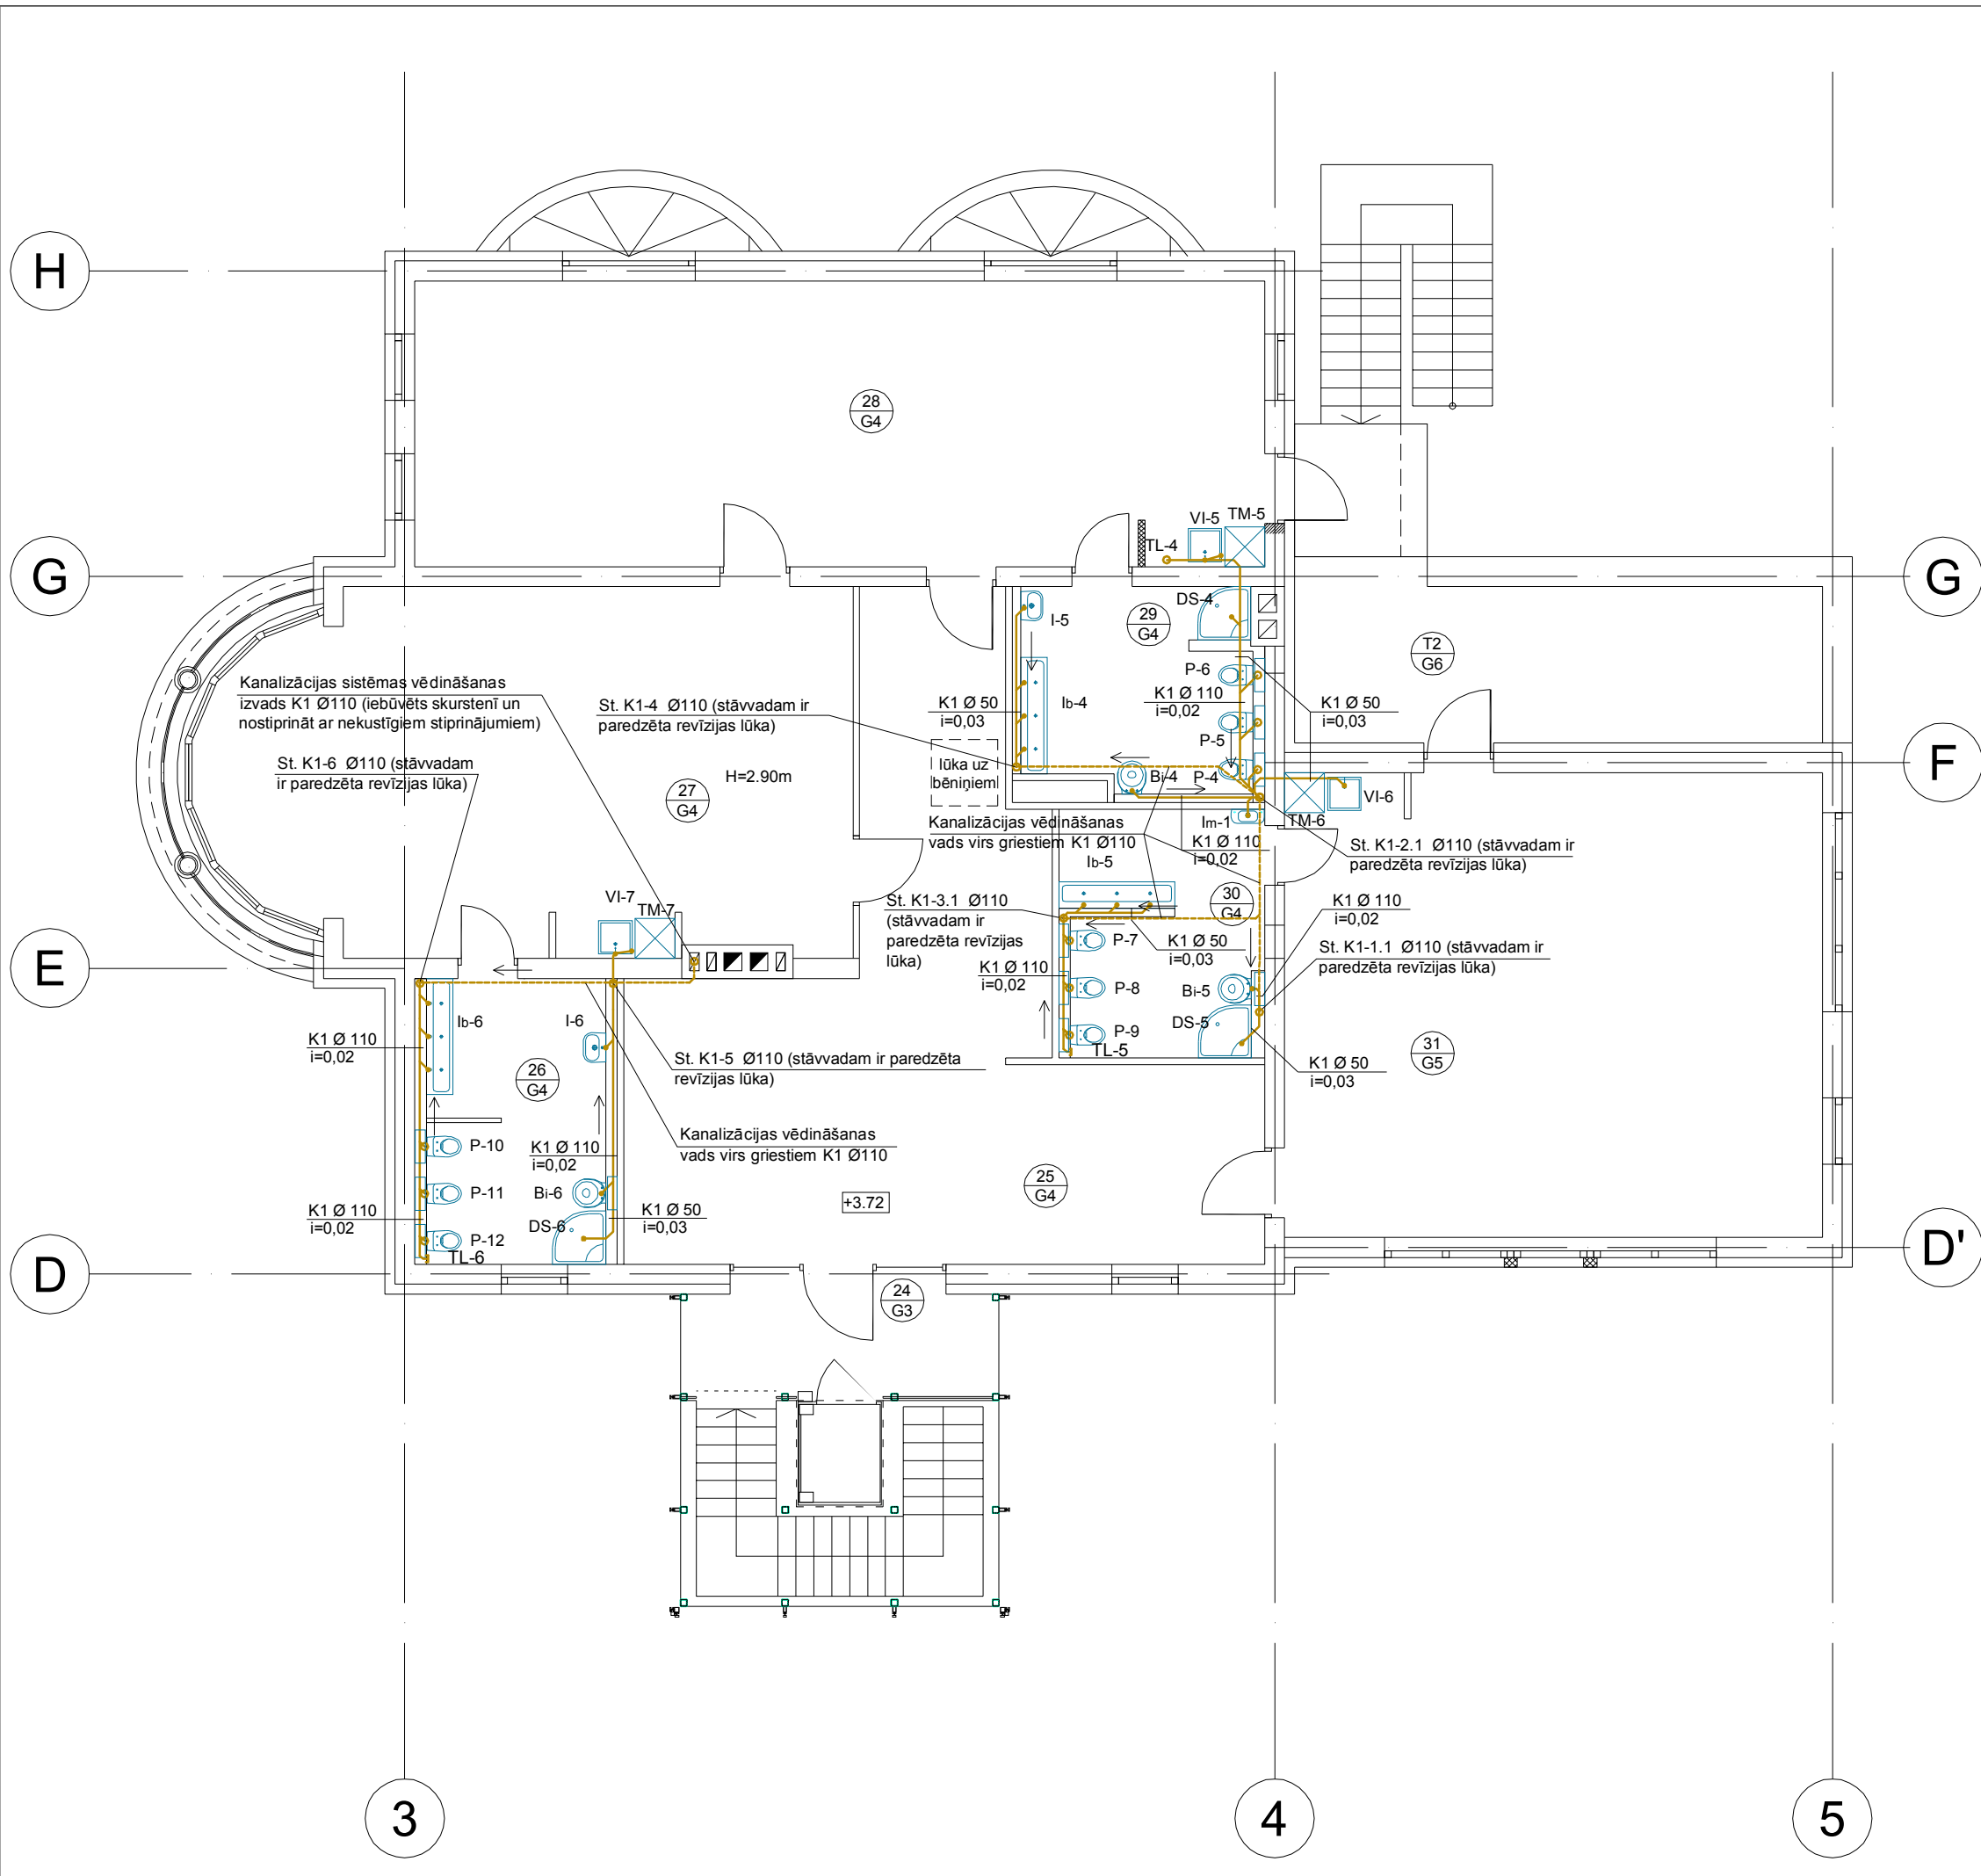 H
28
G4
VI-5
TM-5
TL-4
G
G
DS-4
29
G4
I-5
T2
G6
P-6
Kanalizācijas sistēmas vēdināšanas
izvads K1 Ø110 (iebūvēts skurstenī un
nostiprināt ar nekustīgiem stiprinājumiem)
St. K1-4 Ø110 (stāvvadam ir
paredzēta revīzijas lūka)
K1 Ø 50
i=0,03
Ib-4
K1 Ø 110
i=0,02
K1 Ø 50
i=0,03
P-5
St. K1-6 Ø110 (stāvvadam
ir paredzēta revīzijas lūka)
H=2.90m
lūka uz
bēniņiem
Bi-4
P-4
F
27
G4
VI-6
TM-6
Im-1
Kanalizācijas vēdināšanas
vads virs griestiem K1 Ø110
K1 Ø 110
i=0,02
St. K1-2.1 Ø110 (stāvvadam ir
paredzēta revīzijas lūka)
Ib-5
VI-7
TM-7
St. K1-3.1 Ø110
(stāvvadam ir
paredzēta revīzijas
lūka)
30
G4
K1 Ø 110
i=0,02
P-7
K1 Ø 50
i=0,03
St. K1-1.1 Ø110 (stāvvadam ir
paredzēta revīzijas lūka)
E
K1 Ø 110
i=0,02
P-8
Bi-5
Ib-6
I-6
P-9
DS-5
TL-5
K1 Ø 110
i=0,02
St. K1-5 Ø110 (stāvvadam ir paredzēta
revīzijas lūka)
31
G5
K1 Ø 50
i=0,03
26
G4
Kanalizācijas vēdināšanas
vads virs griestiem K1 Ø110
P-10
K1 Ø 110
i=0,02
25
G4
P-11
Bi-6
+3.72
K1 Ø 110
i=0,02
K1 Ø 50
i=0,03
DS-6
P-12
TL-6
D
D'
24
G3
3
4
5